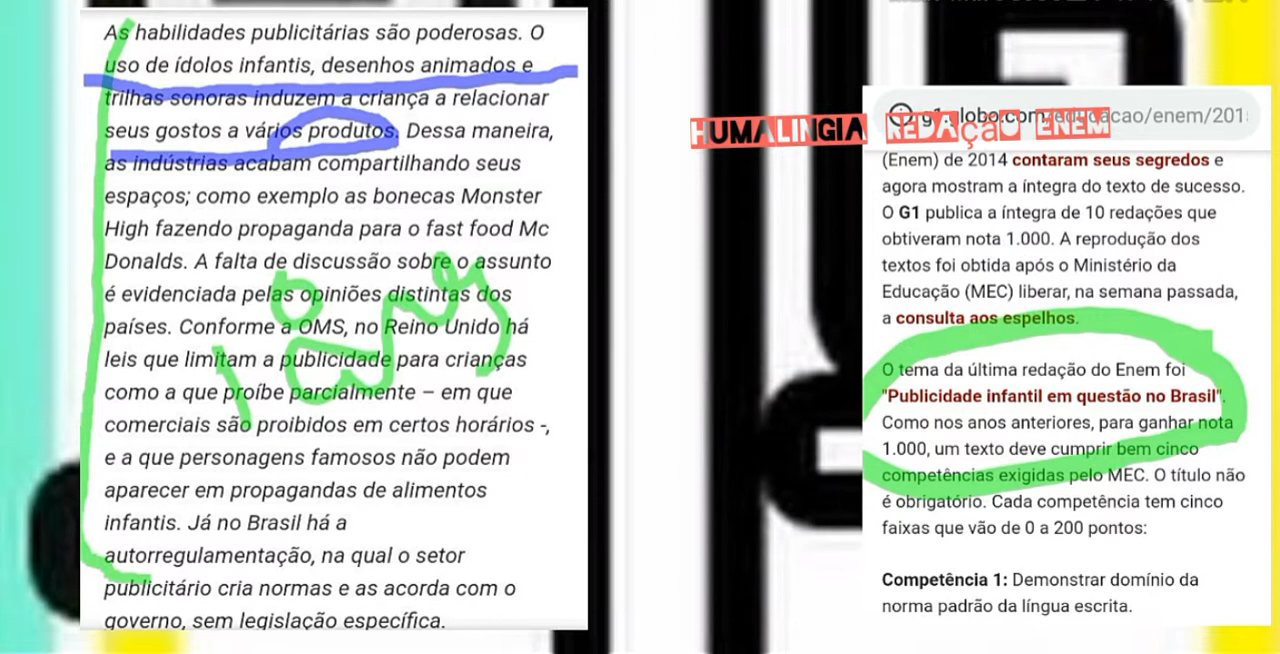 As habilidades publicitárias são poderosas. O
uso de ídolos infantis, desenhos animados e
trilhas sonoras induzem a criança a relacionar
seus gostos a vários produtos. Dessa maneira,
as indústrias acabam compartilhando seus
espaços; como exemplo as bonecas Monster
High fazendo propaganda para o fast food Mc
Donalds. A falta de discussão sobre o assunto
é evidenciada pelas opiniões distintas dos
países. Conforme a OMS, no Reino Unido há
leis que limitam a publicidade para crianças
como a que proíbe parcialmente – em que
comerciais são proibidos em certos horários -,
e a que personagens famosos não podem
aparecer em propagandas de alimentos
infantis. Já no Brasil há a
autorregulamentação, na qual o setor
publicitário cria normas e as acorda com o
governo, sem legislação específica.
HUMALINGIA REDAçãO ENEM
g1.globo.com/educacao/enem/201
(Enem) de 2014 contaram seus segredos e
agora mostram a íntegra do texto de sucesso.
O G1 publica a íntegra de 10 redações que
obtiveram nota 1.000. A reprodução dos
textos foi obtida após o Ministério da
Educação (MEC) liberar, na semana passada,
a consulta aos espelhos.
O tema da última redação do Enem foi
"Publicidade infantil em questão no Brasil".
Como nos anos anteriores, para ganhar nota
1.000, um texto deve cumprir bem cinco
competências exigidas pelo MEC. O título não
é obrigatório. Cada competência tem cinco
faixas que vão de 0 a 200 pontos:
Competência 1: Demonstrar domínio da
norma padrão da língua escrita.